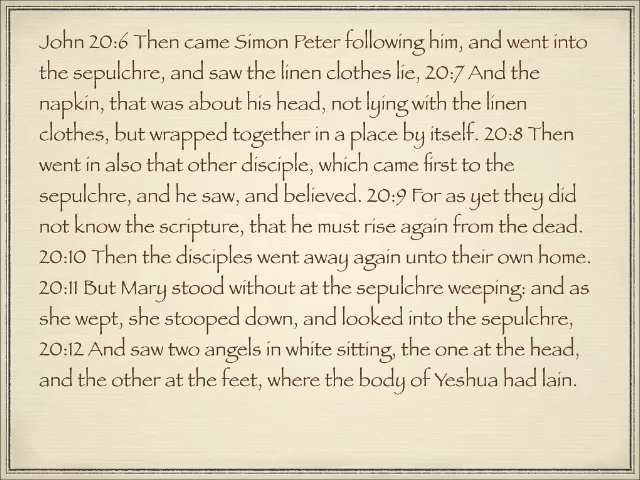 John 20:6 Then came Simon Peter following him, and went into
the sepulchre, and saw the linen clothes lie, 20:7 And the
napkin, that was about his head, not lying with the linen
clothes, but wrapped together in a place by itself. 20:8 Then
went in also that other disciple, which came first to the
sepulchre, and he saw, and believed. 20:9 For as yet they did
not know the scripture, that he must rise again from the dead.
20:10 Then the disciples went away again unto their own home.
20:11 But Mary stood without at the sepulchre weeping: and as
she wept, she stooped down, and looked into the sepulchre,
20:12 And saw two angels in white sitting, the one at the head,
and the other at the feet, where the body of Yeshua had lain.